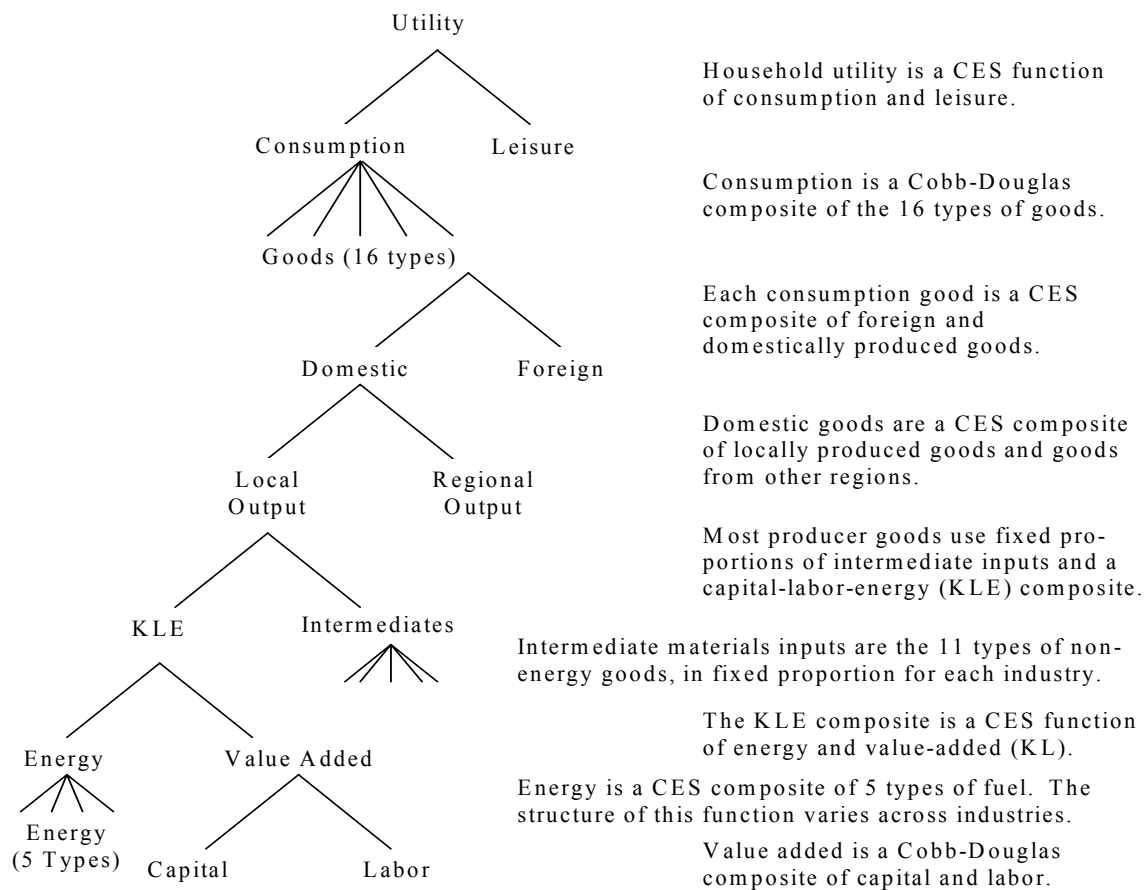 Utility
Household utility is a CES function
of consumption and leisure.
Consumption
Leisure
Consumption is a Cobb-Douglas
composite of the 16 types of goods.
Goods (16 types)
Each consumption good is a CES
composite of foreign and
domestically produced goods.
Domestic
Foreign
Domestic goods are a CES composite
of locally produced goods and goods
from other regions.
Local
Output
Regional
Output
Most producer goods use fixed pro-
portions of intermediate inputs and a
capital-labor-energy (KLE) composite.
KLE
Intermediates
Intermediate materials inputs are the 11 types of non-
energy goods, in fixed proportion for each industry.
The KLE composite is a CES function
of energy and value-added (KL).
Energy
Value Added
Energy is a CES composite of 5 types of fuel. The
structure of this function varies across industries.
Energy
(5 Types)
Capital
Labor
Value added is a Cobb-Douglas
composite of capital and labor.